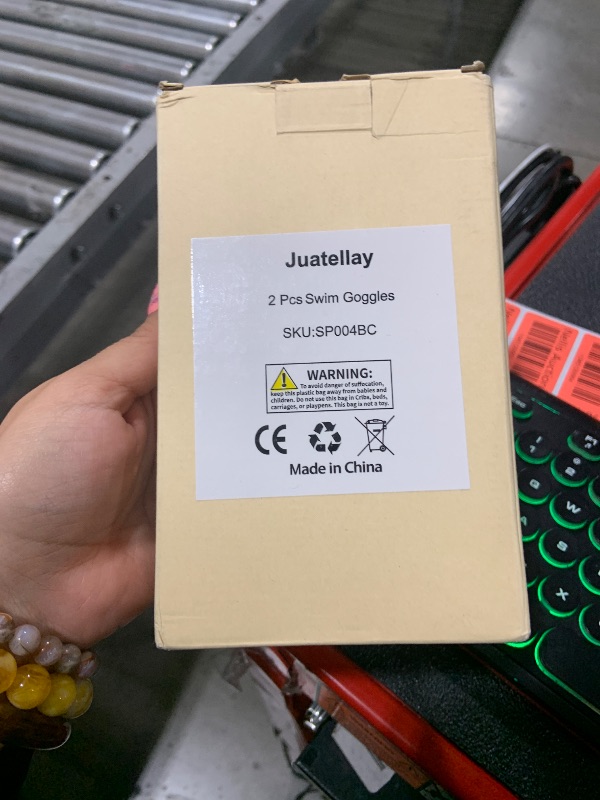 Juatellay
2 Pcs Swim Goggles
SKU:SP004BC
WARNING:
To avoid danger of suffocation,
keep this plastic bag away from babies and
children. Do not use this bag in Cribs, beds,
carriages, or playpens. This bag is not a toy.
CE
Made in China
W
S
X